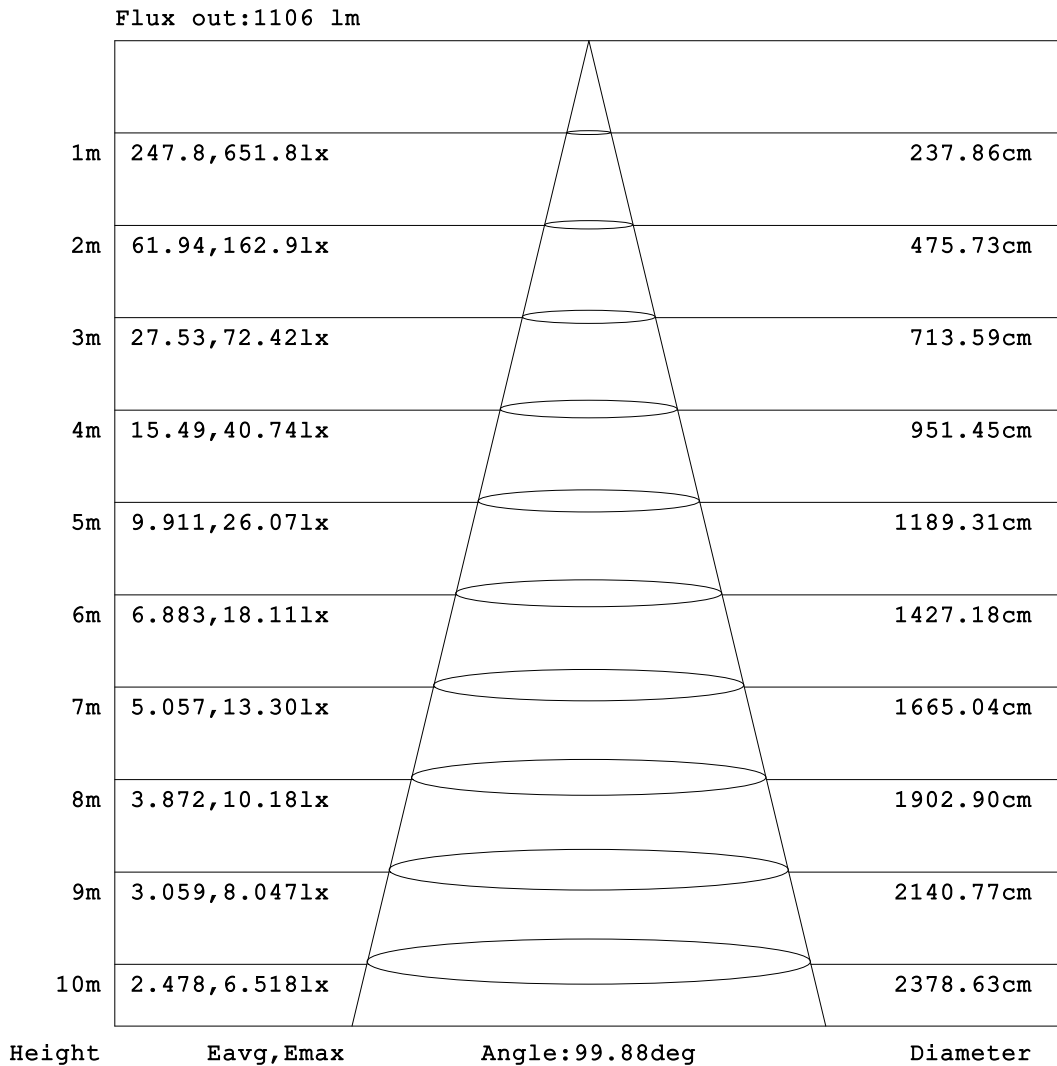 Flux out:1106 lm
1m 247.8,651.8lx 237.86cm
2m 61.94,162.9lx 475.73cm
3m 27.53,72.42lx 713.59cm
4m 15.49,40.74lx 951.45cm
5m 9.911,26.07lx 1189.31cm
6m 6.883,18.11lx 1427.18cm
7m 5.057,13.30lx 1665.04cm
8m 3.872,10.18lx 1902.90cm
9m 3.059,8.047lx 2140.77cm
10m 2.478,6.518lx 2378.63cm
Height Eavg,Emax Angle:99.88deg Diameter